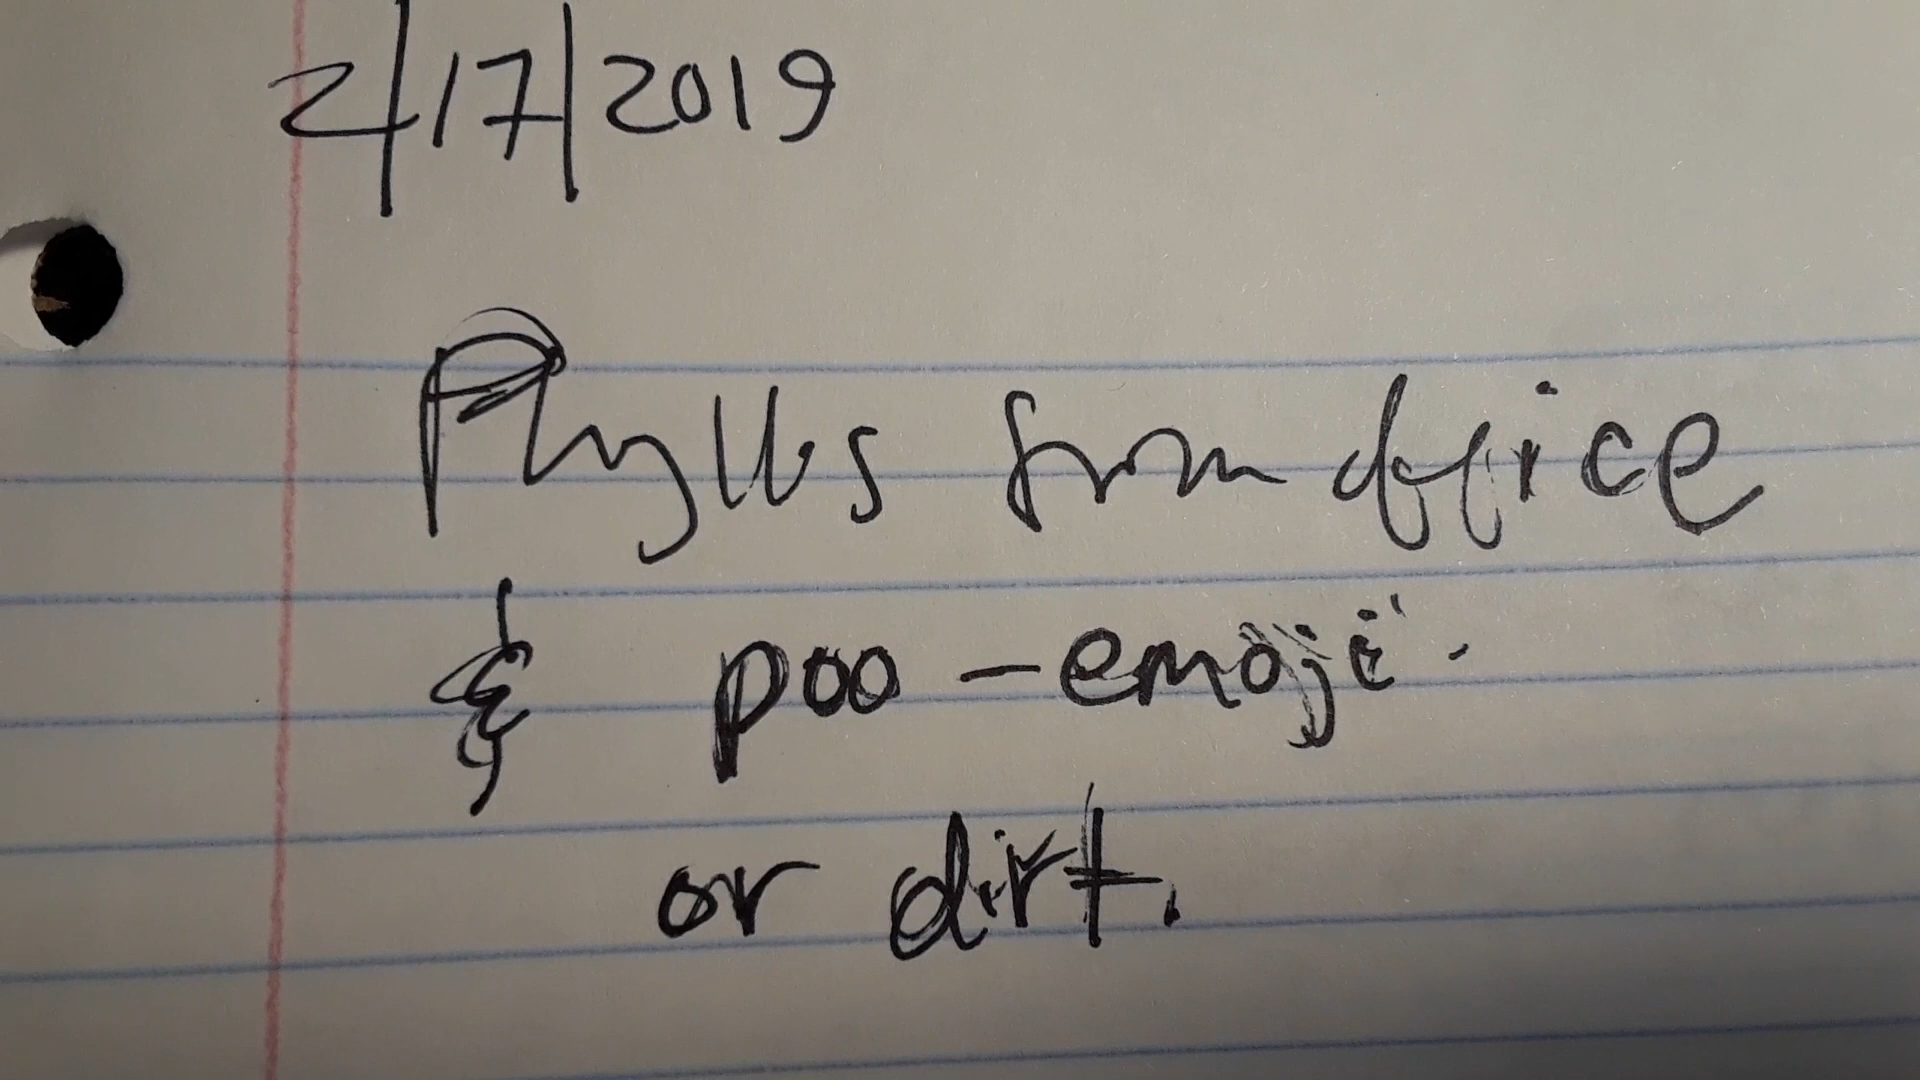 2/17/2019
Phyllis from office
& poo-emoji.
or dirt.